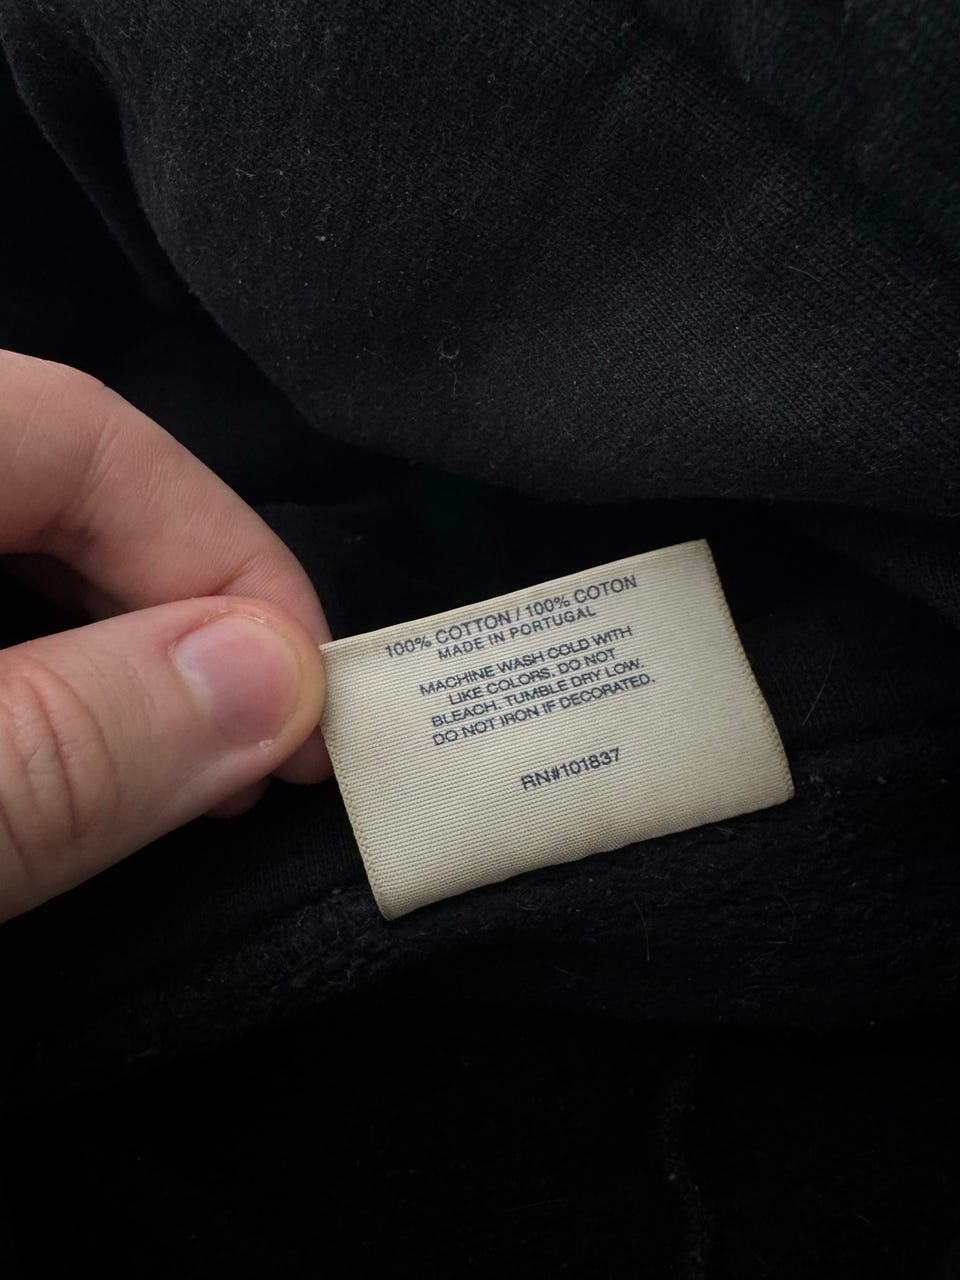 100% COTTON / 100% COTON
MADE IN PORTUGAL
MACHINE WASH COLD WITH
LIKE COLORS. DO NOT
BLEACH. TUMBLE DRY LOW.
DO NOT IRON IF DECORATED.
RN#101837